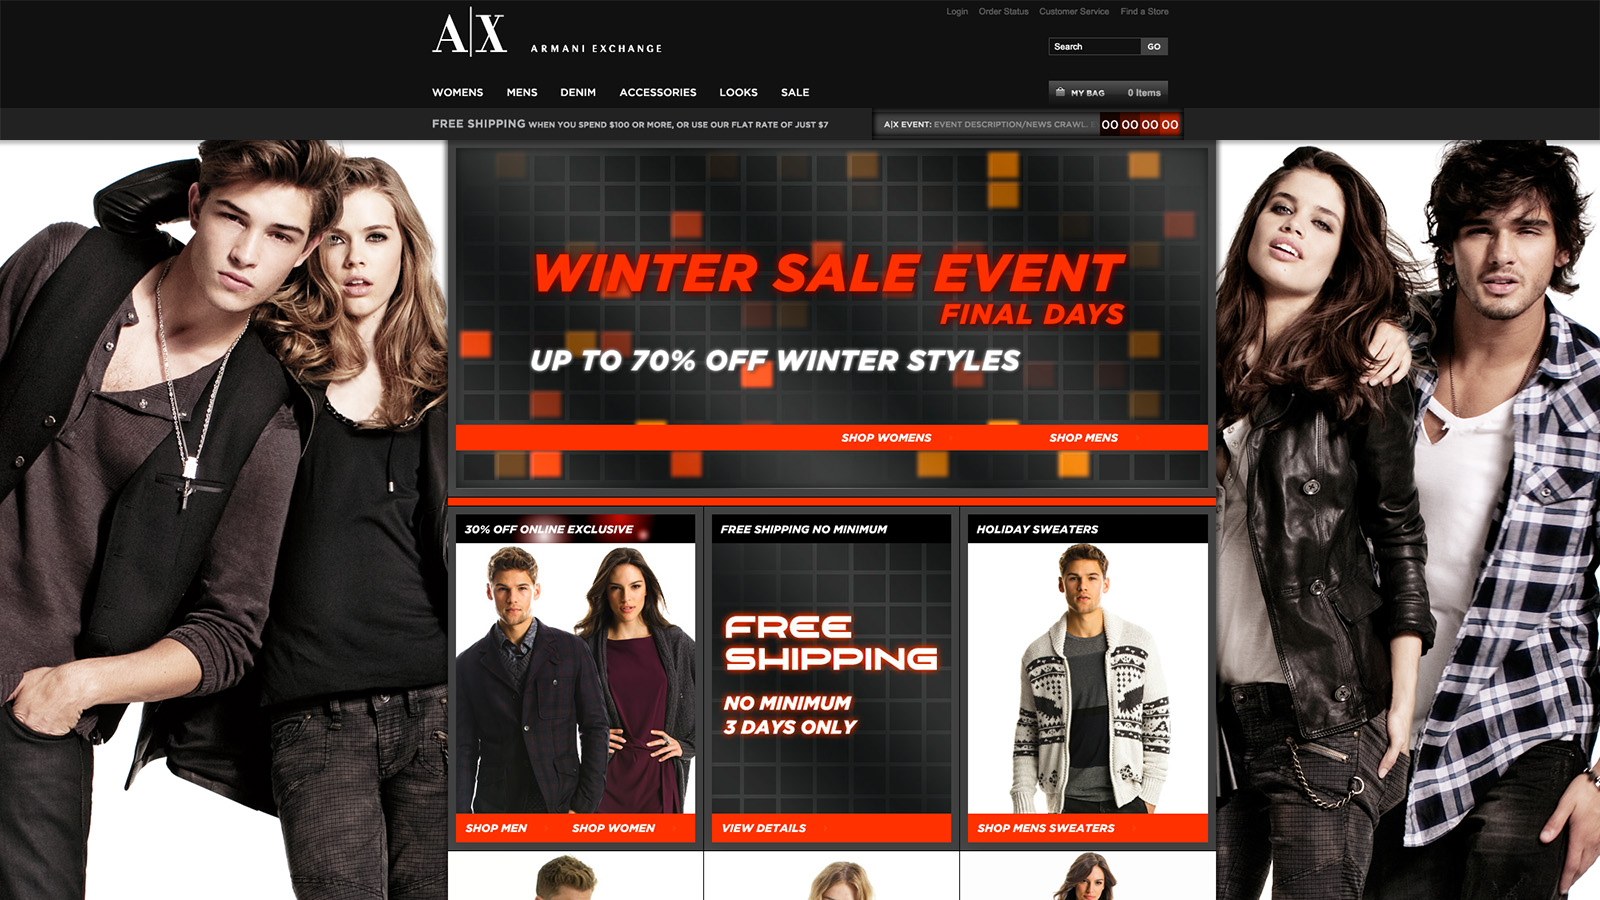 Login Order Status Customer Service Find a Store
A|X ARMANI EXCHANGE
Search GO
WOMENS MENS DENIM ACCESSORIES LOOKS SALE
MY BAG 0 Items
FREE SHIPPING WHEN YOU SPEND $100 OR MORE, OR USE OUR FLAT RATE OF JUST $7
A|X EVENT: EVENT DESCRIPTION/NEWS CRAWL.. 00 00 00 00
WINTER SALE EVENT
FINAL DAYS
UP TO 70% OFF WINTER STYLES
SHOP WOMENS SHOP MENS
30% OFF ONLINE EXCLUSIVE
SHOP MEN SHOP WOMEN
FREE SHIPPING NO MINIMUM
FREE
SHIPPING
NO MINIMUM
3 DAYS ONLY
VIEW DETAILS
HOLIDAY SWEATERS
SHOP MENS SWEATERS